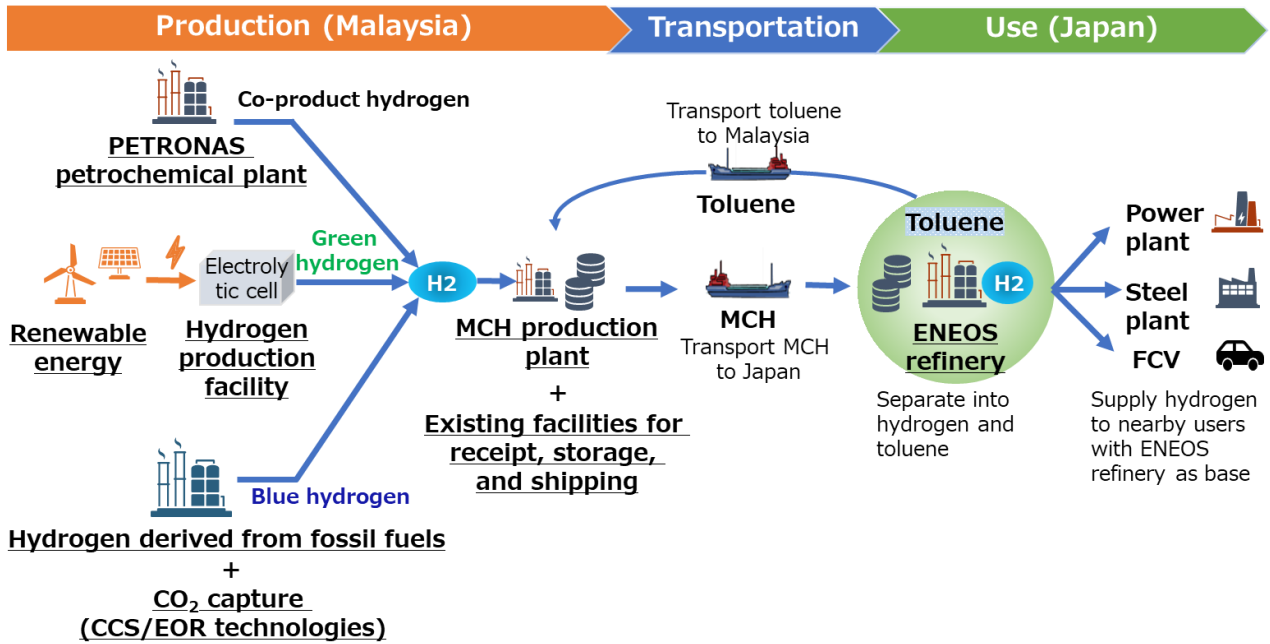 Production (Malaysia)
Transportation
Use (Japan)
Co-product hydrogen
PETRONAS
petrochemical plant
Renewable
energy
Electroly
tic cell
Hydrogen
production
facility
Green
hydrogen
Blue hydrogen
Hydrogen derived from fossil fuels
+
CO₂ capture
(CCS/EOR technologies)
H2
MCH production
plant
+
Existing facilities for
receipt, storage,
and shipping
Transport toluene
to Malaysia
Toluene
MCH
Transport MCH
to Japan
Toluene
H2
ENEOS
refinery
Separate into
hydrogen and
toluene
Power
plant
Steel
plant
FCV
Supply hydrogen
to nearby users
with ENEOS
refinery as base